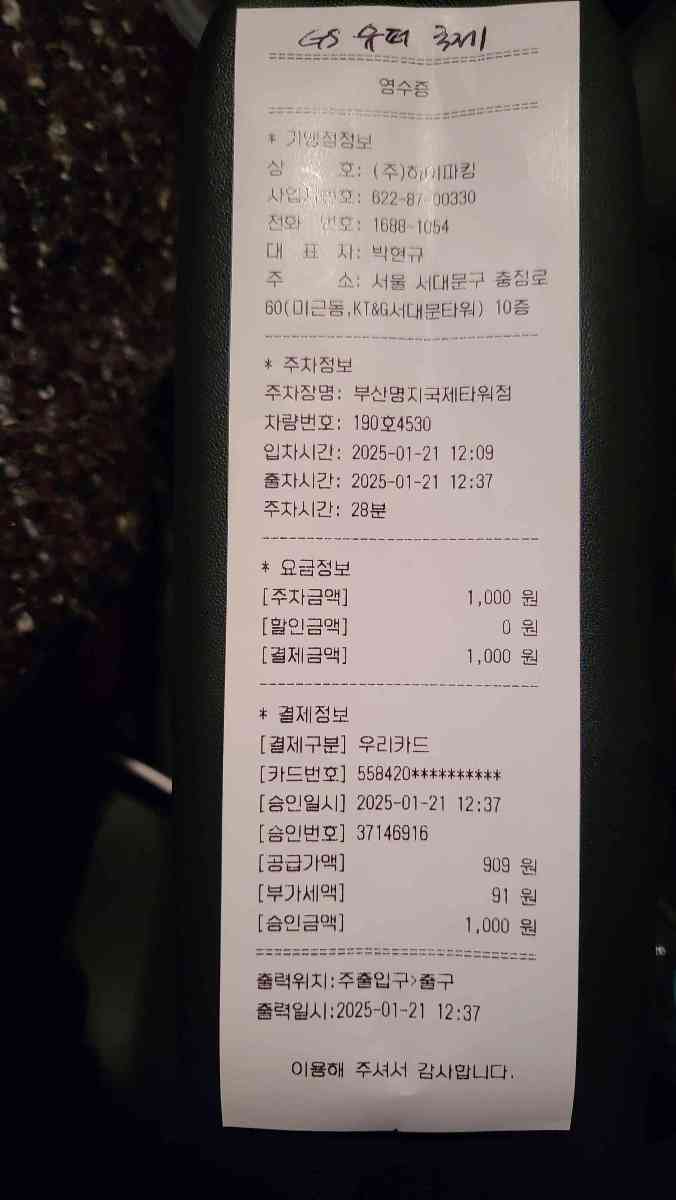 GS 슈퍼 국제
영수증
* 가맹점정보
상 호: (주)하이파킹
사업자번호: 622-87-00330
전화 번호: 1688-1054
대 표 자: 박현규
주 소: 서울 서대문구 충정로
60(미근동,KT&G서대문타워) 10층
* 주차정보
주차장명: 부산명지국제타워점
차량번호: 190호4530
입차시간: 2025-01-21 12:09
출차시간: 2025-01-21 12:37
주차시간: 28분
* 요금정보
[주차금액] 1,000 원
[할인금액] 0 원
[결제금액] 1,000 원
* 결제정보
[결제구분] 우리카드
[카드번호] 558420**********
[승인일시] 2025-01-21 12:37
[승인번호] 37146916
[공급가액] 909 원
[부가세액] 91 원
[승인금액] 1,000 원
출력위치:주출입구>출구
출력일시:2025-01-21 12:37
이용해 주셔서 감사합니다.